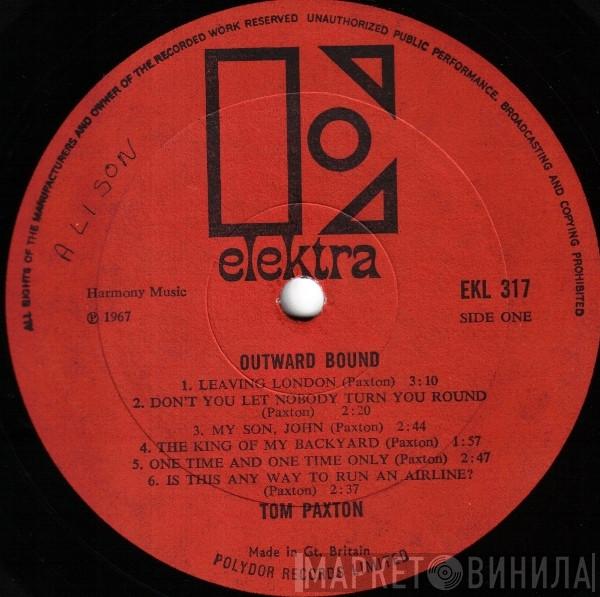 ALL RIGHTS OF THE MANUFACTURERS AND OWNER OF THE RECORDED WORK RESERVED UNAUTHORIZED PUBLIC PERFORMANCE, BROADCASTING AND COPYING PROHIBITED
ALISON
elektra
Harmony Music
EKL 317
℗ 1967
SIDE ONE
OUTWARD BOUND
1. LEAVING LONDON (Paxton) 3:10
2. DON'T YOU LET NOBODY TURN YOU ROUND
(Paxton) 2:20
3. MY SON, JOHN (Paxton) 2:44
4. THE KING OF MY BACKYARD (Paxton) 1:57
5. ONE TIME AND ONE TIME ONLY (Paxton) 2:47
6. IS THIS ANY WAY TO RUN AN AIRLINE?
(Paxton) 2:37
TOM PAXTON
Made in Gt. Britain
POLYDOR RECORDS LIMITED
МАРКЕТ ВИНИЛА